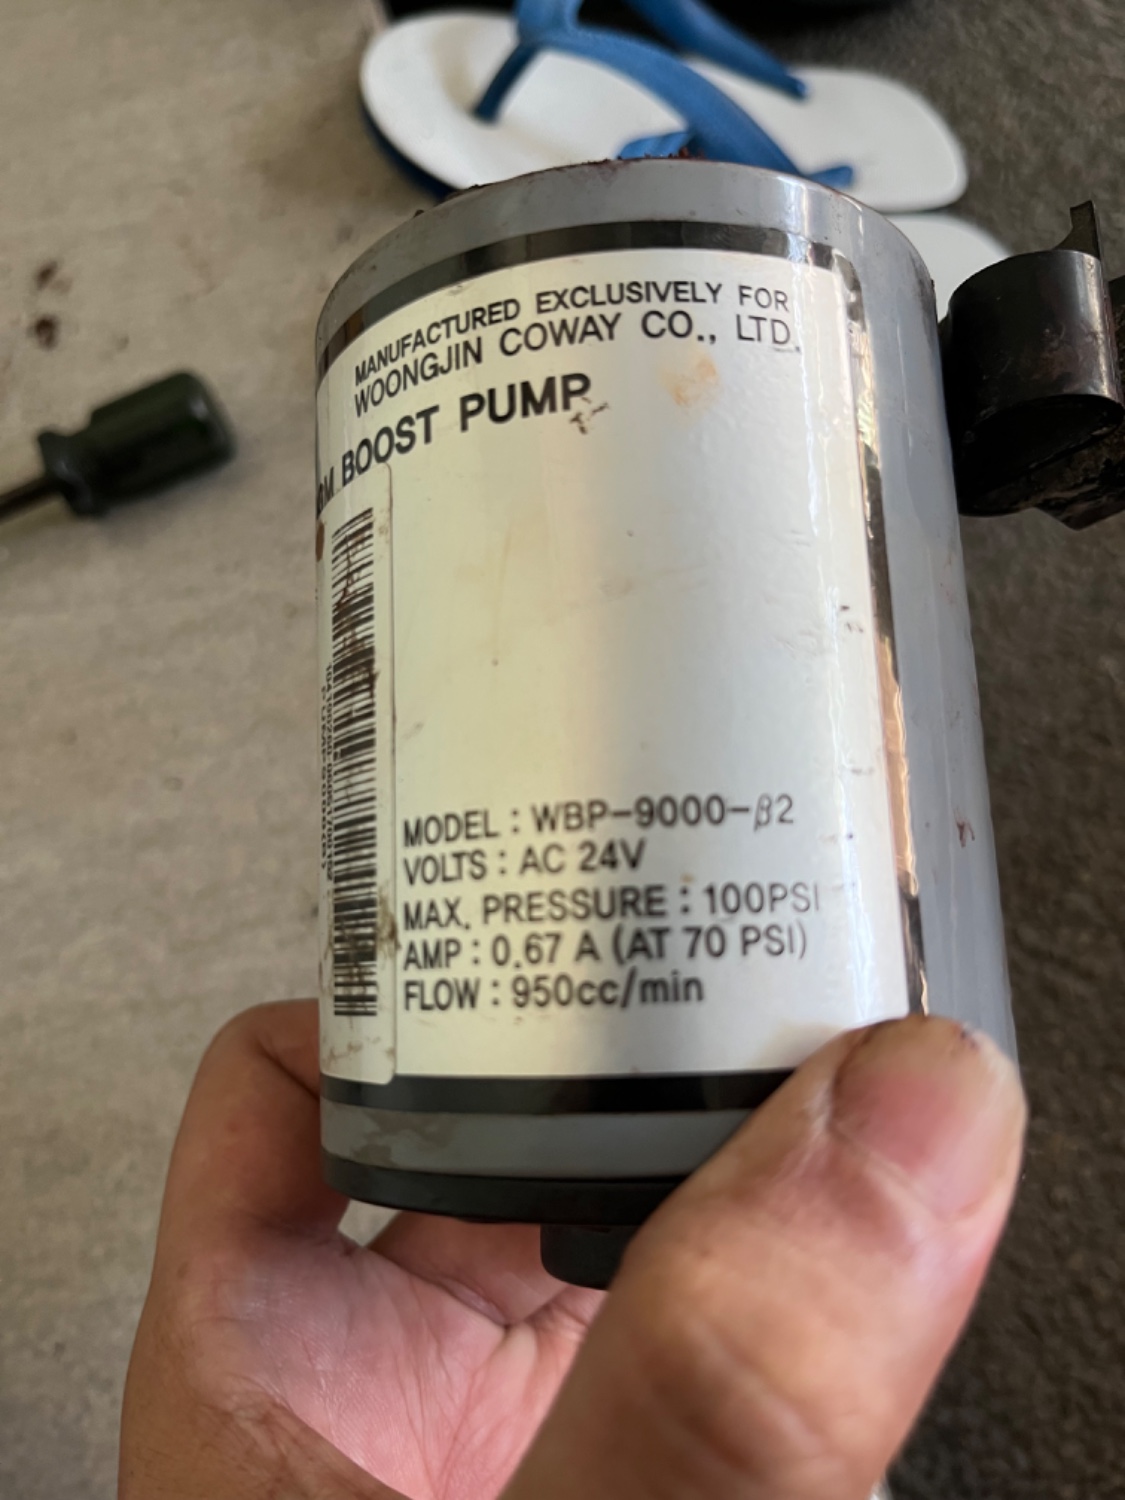 MANUFACTURED EXCLUSIVELY FOR
WOONGJIN COWAY CO., LTD.
BOOST PUMP
MODEL : WBP-9000-β2
VOLTS : AC 24V
MAX. PRESSURE : 100PSI
AMP : 0.67 A (AT 70 PSI)
FLOW : 950cc/min